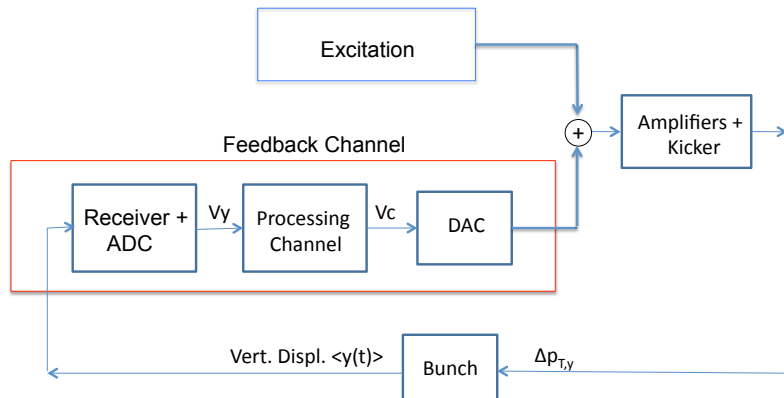 Excitation
+
Amplifiers +
Kicker
Feedback Channel
Receiver +
ADC
Vy
Processing
Channel
Vc
DAC
Vert. Displ. <y(t)>
Bunch
Δp_T,y